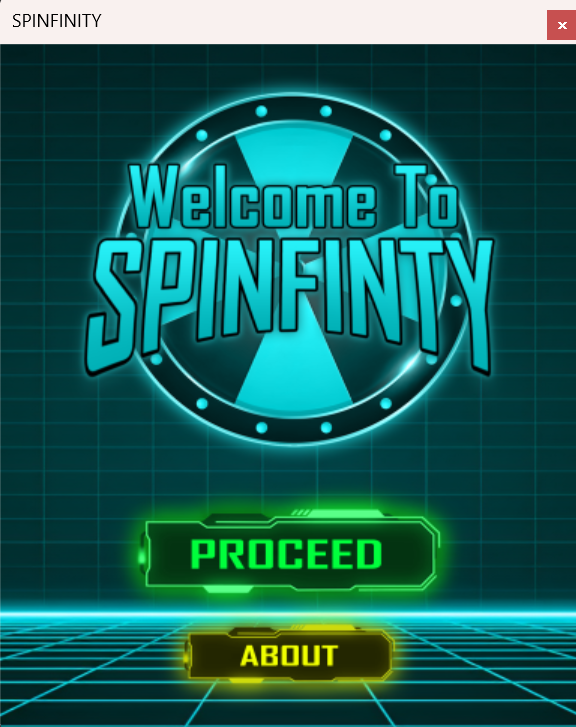 SPINFINITY
Welcome To
SPINFINTY
PROCEED
ABOUT